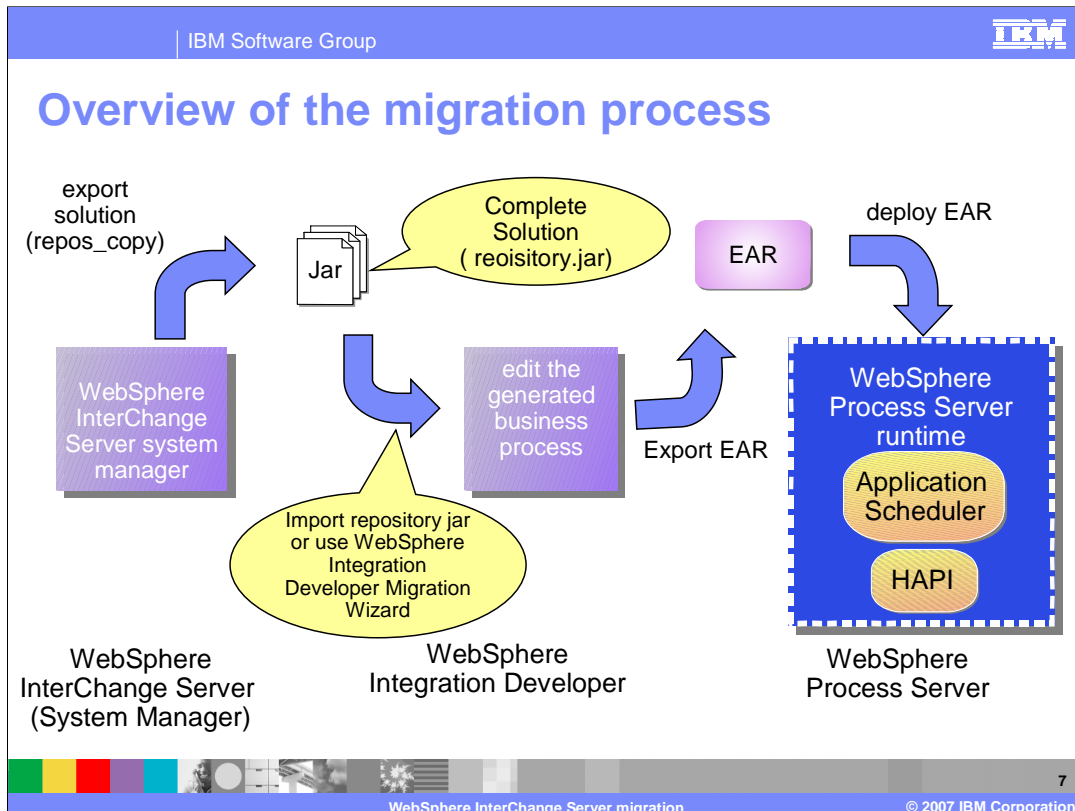 IBM Software Group
IBM
Overview of the migration process
export
solution
(repos_copy)
Jar
Complete
Solution
( reoisitory.jar)
EAR
deploy EAR
WebSphere
InterChange
Server system
manager
edit the
generated
business
process
Export EAR
WebSphere
Process Server
runtime
Application
Scheduler
HAPI
Import repository jar
or use WebSphere
Integration
Developer Migration
Wizard
WebSphere
InterChange Server
(System Manager)
WebSphere
Integration Developer
WebSphere
Process Server
7
WebSphere InterChange Server migration
© 2007 IBM Corporation